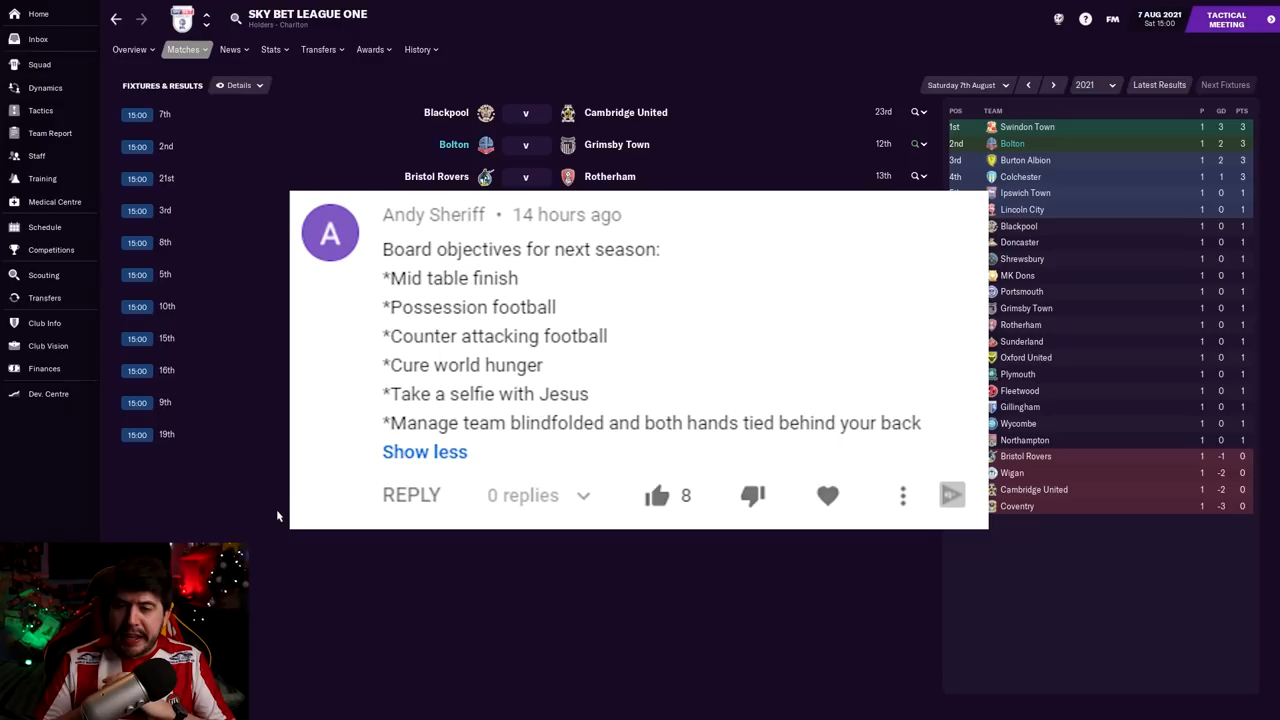 Home
Inbox
Squad
Dynamics
Tactics
Team Report
Staff
Training
Medical Centre
Schedule
Competitions
Scouting
Transfers
Club Info
Club Vision
Finances
Dev. Centre
SKY BET LEAGUE ONE
Holders - Charlton
FM
7 AUG 2021
Sat 15:00
TACTICAL
MEETING
Overview Matches News Stats Transfers Awards History
FIXTURES & RESULTS Details
Saturday 7th August 2021 Latest Results Next Fixtures
15:00 7th Blackpool v Cambridge United 23rd
15:00 2nd Bolton v Grimsby Town 12th
15:00 21st Bristol Rovers v Rotherham 13th
15:00 3rd
15:00 8th
15:00 5th
15:00 10th
15:00 15th
15:00 16th
15:00 9th
15:00 19th
A
Andy Sheriff • 14 hours ago
Board objectives for next season:
*Mid table finish
*Possession football
*Counter attacking football
*Cure world hunger
*Take a selfie with Jesus
*Manage team blindfolded and both hands tied behind your back
Show less
REPLY 0 replies 8
POS TEAM P GD PTS
1st Swindon Town 1 3 3
2nd Bolton 1 2 3
3rd Burton Albion 1 2 3
4th Colchester 1 1 3
Ipswich Town 1 0 1
Lincoln City 1 0 1
Blackpool 1 0 1
Doncaster 1 0 1
Shrewsbury 1 0 1
MK Dons 1 0 1
Portsmouth 1 0 1
Grimsby Town 1 0 1
Rotherham 1 0 1
Sunderland 1 0 1
Oxford United 1 0 1
Plymouth 1 0 1
Fleetwood 1 0 1
Gillingham 1 0 1
Wycombe 1 0 1
Northampton 1 0 1
Bristol Rovers 1 -1 0
Wigan 1 -2 0
Cambridge United 1 -2 0
Coventry 1 -3 0